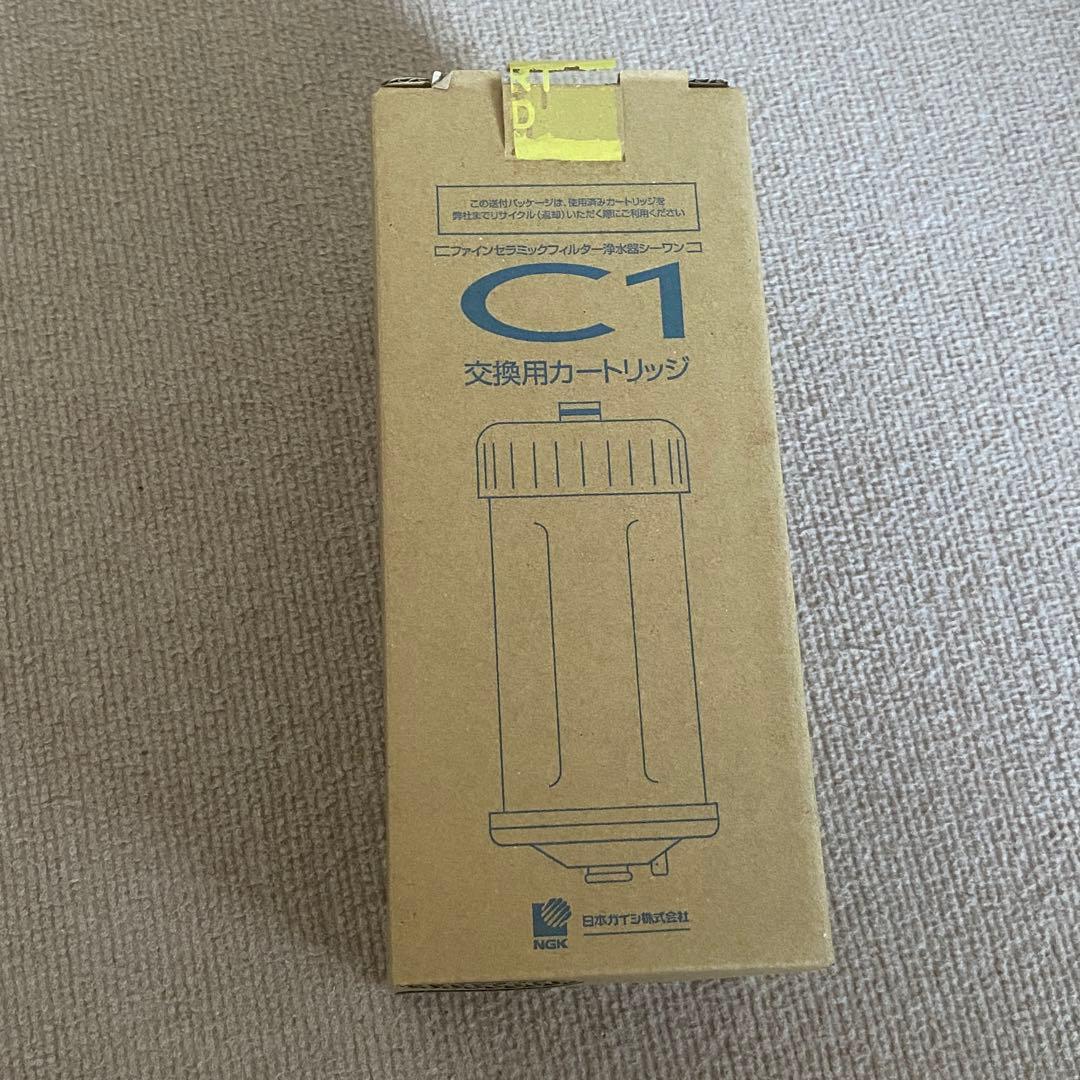 RT
D
この送付パッケージは、使用済みカートリッジを
弊社までリサイクル(返却)いただく際にご利用ください
ファインセラミックフィルター浄水器シーワン
C1
交換用カートリッジ
NGK
日本ガイシ株式会社